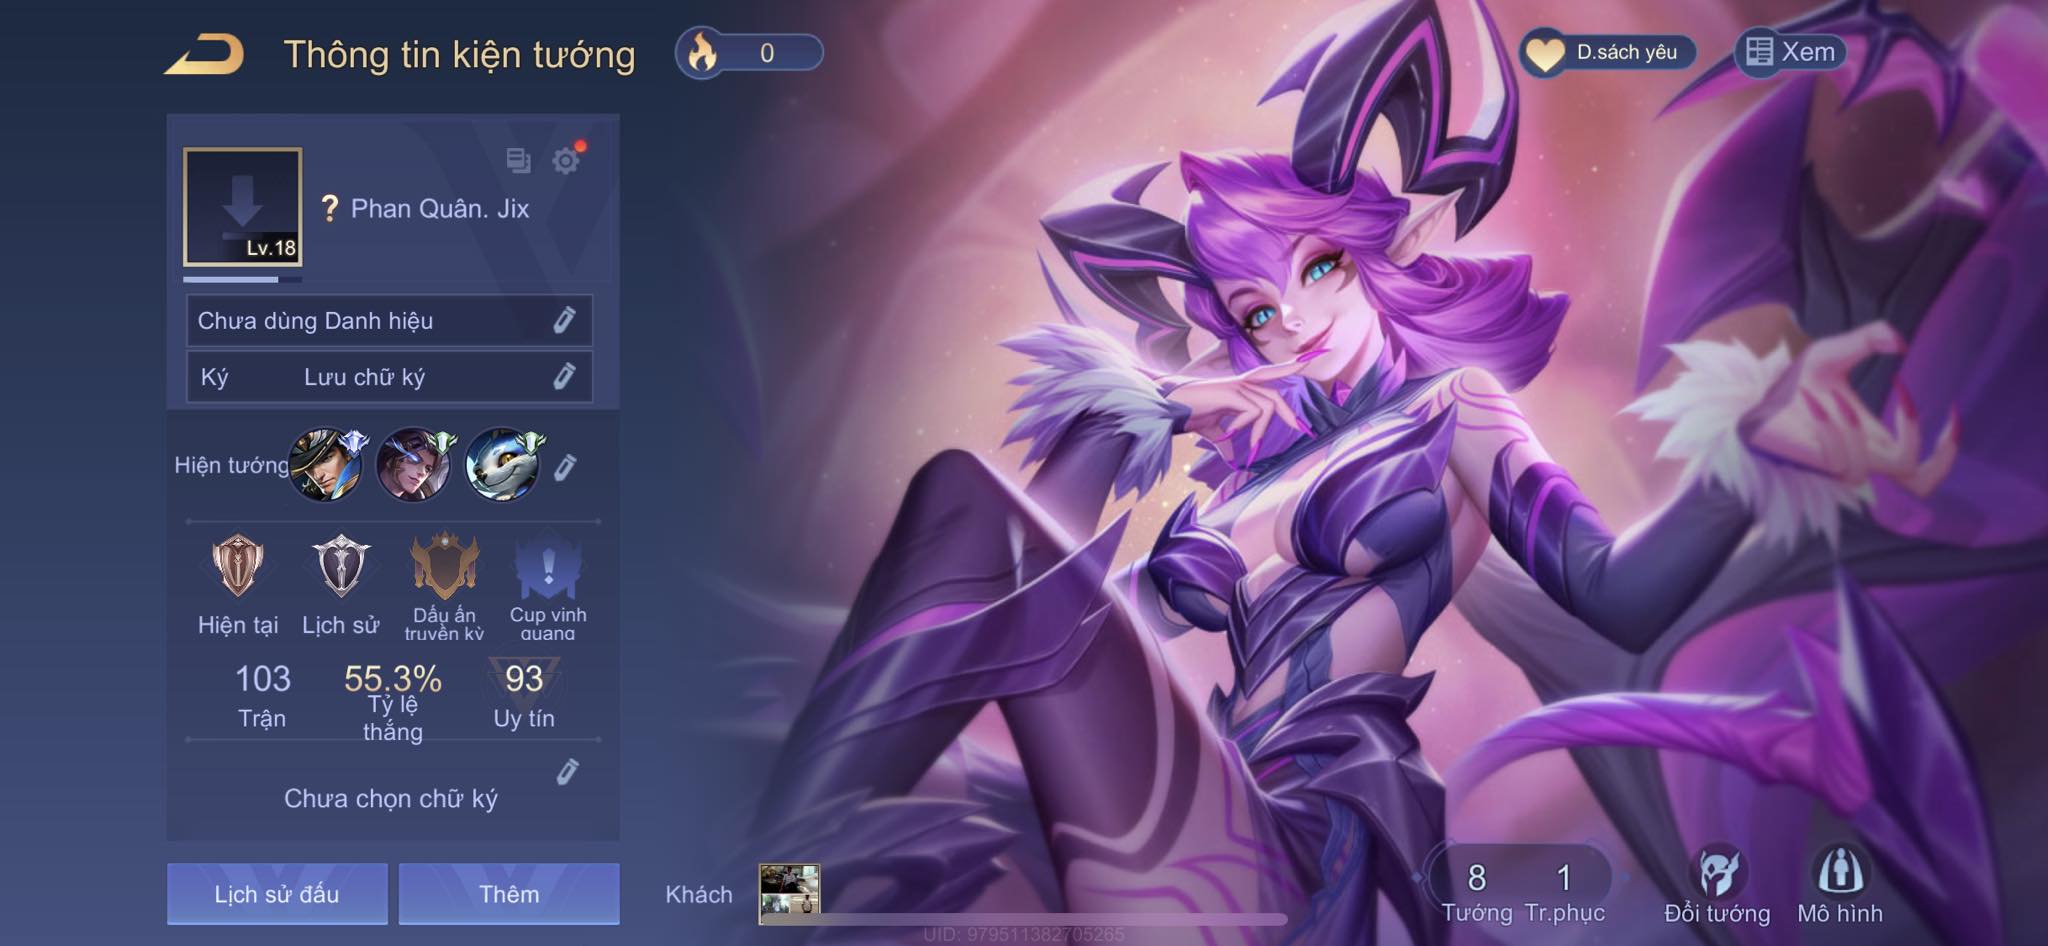 Thông tin kiện tướng
0
D.sách yêu
Xem
Lv.18
? Phan Quân. Jix
Chưa dùng Danh hiệu
Ký Lưu chữ ký
Hiện tướng
Hiện tại
Lịch sử
Dấu ấn
truyền kỳ
Cup vinh
quang
103
Trận
55.3%
Tỷ lệ
thắng
93
Uy tín
Chưa chọn chữ ký
Lịch sử đấu
Thêm
Khách
8
Tướng
1
Tr.phục
Đổi tướng
Mô hình
UID: 979511382705265